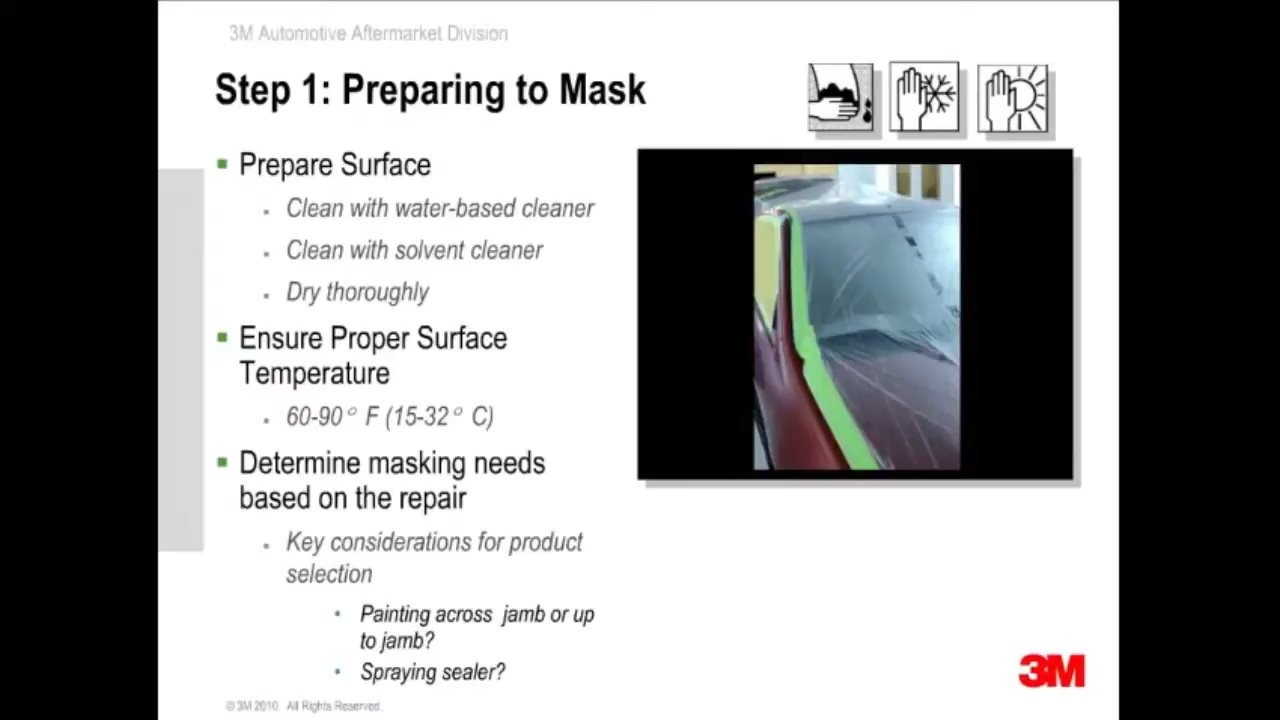 3M Automotive Aftermarket Division
Step 1: Preparing to Mask
Prepare Surface
Clean with water-based cleaner
Clean with solvent cleaner
Dry thoroughly
Ensure Proper Surface
Temperature
60-90° F (15-32° C)
Determine masking needs
based on the repair
Key considerations for product
selection
Painting across jamb or up
to jamb?
Spraying sealer?
3M
© 3M 2010. All Rights Reserved.